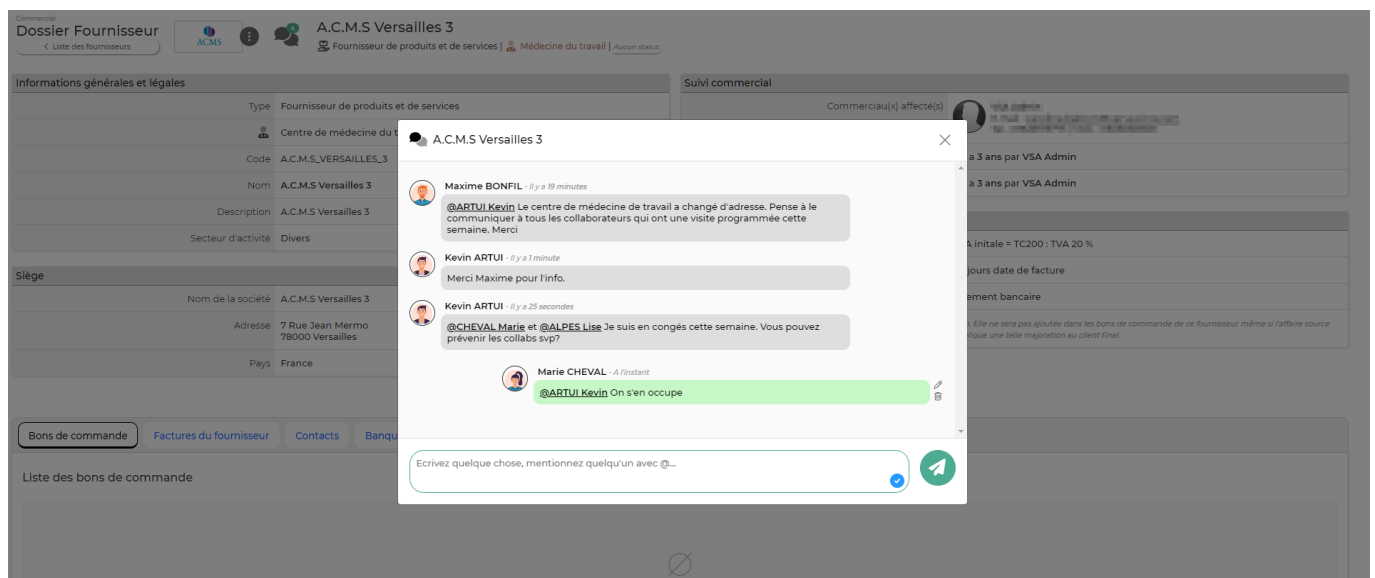 Commercial
Dossier Fournisseur
Liste des fournisseurs
ACMS
A.C.M.S Versailles 3
Fournisseur de produits et de services | Médecine du travail | Aucun statut
Informations générales et légales
Type Fournisseur de produits et de services
Centre de médecine du t
Code A.C.M.S_VERSAILLES_3
Nom A.C.M.S Versailles 3
Description A.C.M.S Versailles 3
Secteur d'activité Divers
Siège
Nom de la société A.C.M.S Versailles 3
Adresse 7 Rue Jean Mermo
78000 Versailles
Pays France
Suivi commercial
Commerciau(x) affecté(s)
a 3 ans par VSA Admin
a 3 ans par VSA Admin
A initale = TC200 : TVA 20 %
jours date de facture
ement bancaire
Elle ne sera pas ajoutée dans les bons de commande de ce fournisseur même si l'affaire source
lique une telle majoration au client final.
A.C.M.S Versailles 3
Maxime BONFIL - Il y a 19 minutes
@ARTUI Kevin Le centre de médecine de travail a changé d'adresse. Pense à le
communiquer à tous les collaborateurs qui ont une visite programmée cette
semaine. Merci
Kevin ARTUI - Il y a 1 minute
Merci Maxime pour l'info.
Kevin ARTUI - Il y a 25 secondes
@CHEVAL Marie et @ALPES Lise Je suis en congés cette semaine. Vous pouvez
prévenir les collabs svp?
Marie CHEVAL - A l'instant
@ARTUI Kevin On s'en occupe
Ecrivez quelque chose, mentionnez quelqu'un avec @...
Bons de commande Factures du fournisseur Contacts Banqu
Liste des bons de commande